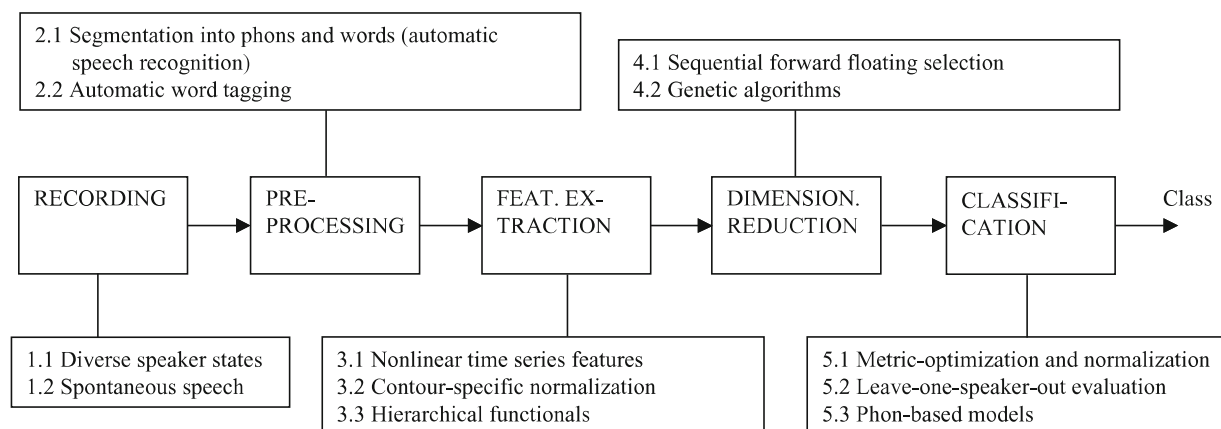 2.1 Segmentation into phons and words (automatic
speech recognition)
2.2 Automatic word tagging
4.1 Sequential forward floating selection
4.2 Genetic algorithms
RECORDING
PRE-
PROCESSING
FEAT. EX-
TRACTION
DIMENSION.
REDUCTION
CLASSIFI-
CATION
Class
1.1 Diverse speaker states
1.2 Spontaneous speech
3.1 Nonlinear time series features
3.2 Contour-specific normalization
3.3 Hierarchical functionals
5.1 Metric-optimization and normalization
5.2 Leave-one-speaker-out evaluation
5.3 Phon-based models